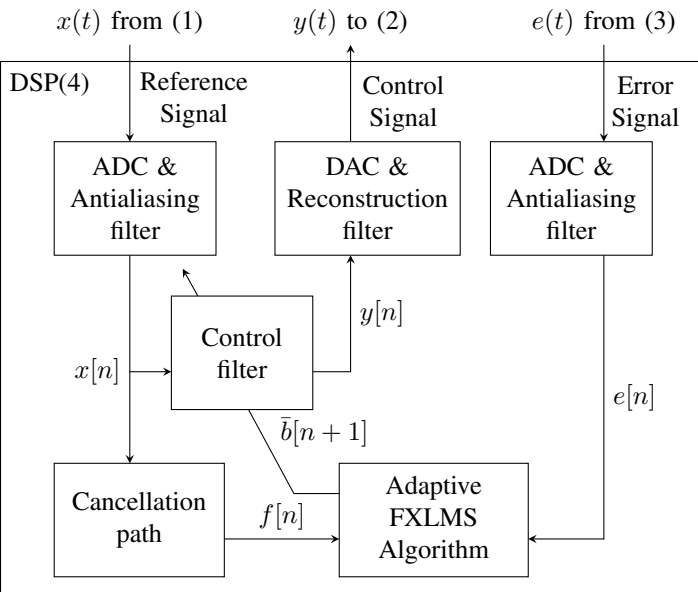 x(t) from (1)
y(t) to (2)
e(t) from (3)
DSP(4)
Reference
Signal
Control
Signal
Error
Signal
ADC &
Antialiasing
filter
DAC &
Reconstruction
filter
ADC &
Antialiasing
filter
Control
filter
y[n]
x[n]
e[n]
b̄[n + 1]
Cancellation
path
f[n]
Adaptive
FXLMS
Algorithm